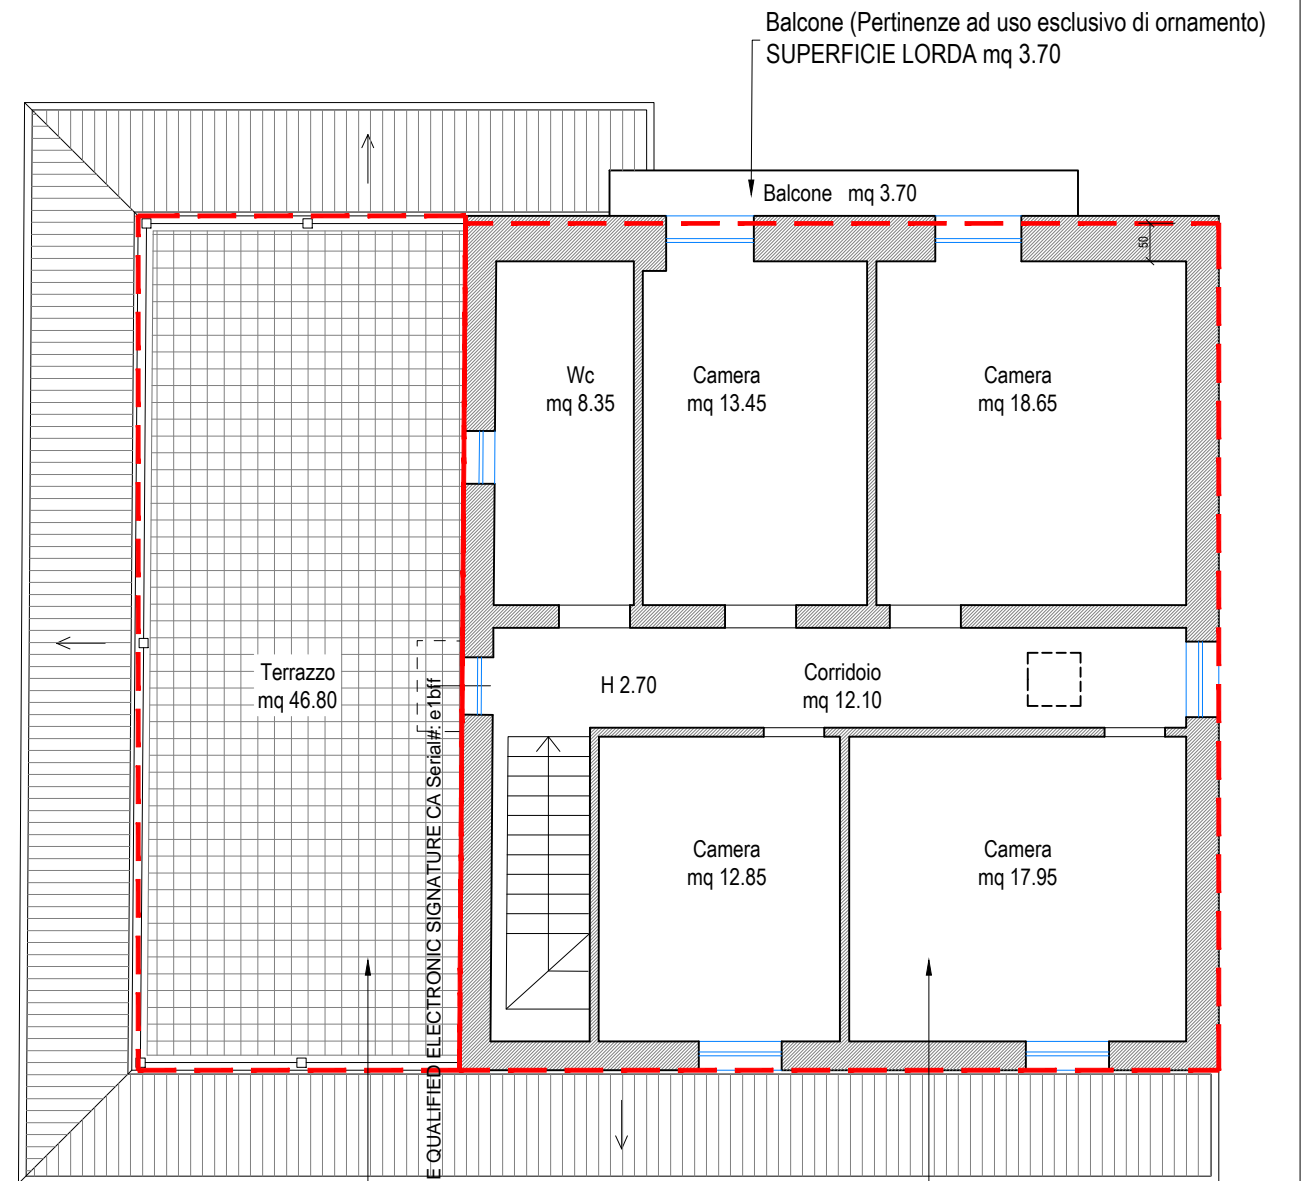 Balcone (Pertinenze ad uso esclusivo di ornamento)
SUPERFICIE LORDA mq 3.70
Balcone mq 3.70
50
Wc
mq 8.35
Camera
mq 13.45
Camera
mq 18.65
Terrazzo
mq 46.80
H 2.70
Corridoio
mq 12.10
Camera
mq 12.85
Camera
mq 17.95
E QUALIFIED ELECTRONIC SIGNATURE CA Serial#: e1bff